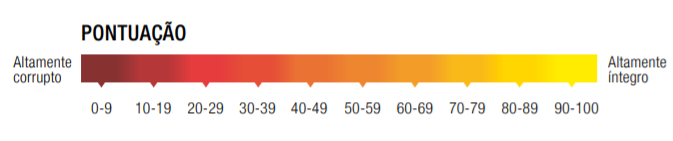 PONTUAÇÃO
Altamente
corrupto
Altamente
íntegro
0-9 10-19 20-29 30-39 40-49 50-59 60-69 70-79 80-89 90-100